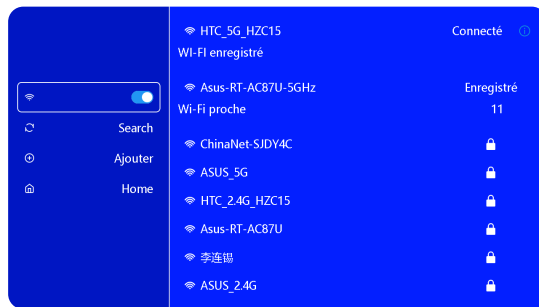 HTC_5G_HZC15 Connecté
WI-FI enregistré
Asus-RT-AC87U-5GHz Enregistré
Wi-Fi proche 11
Search
Ajouter
Home
ChinaNet-SJDY4C
ASUS_5G
HTC_2.4G_HZC15
Asus-RT-AC87U
李连锡
ASUS_2.4G